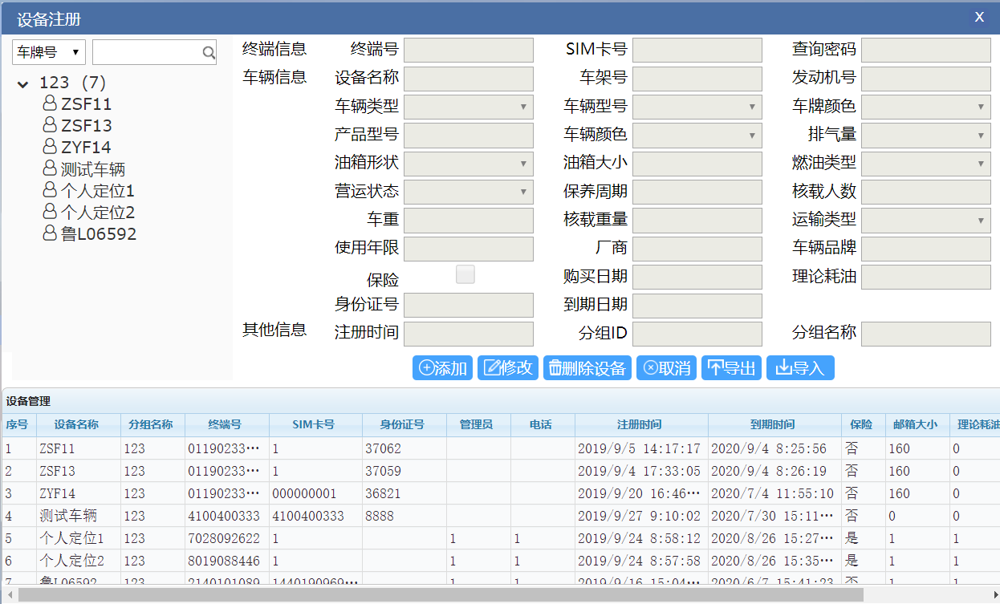 设备注册 X
车牌号
123 (7)
ZSF11
ZSF13
ZYF14
测试车辆
个人定位1
个人定位2
鲁L06592
终端信息 终端号 SIM卡号 查询密码
车辆信息 设备名称 车架号 发动机号
车辆类型 车辆型号 车牌颜色
产品型号 车辆颜色 排气量
油箱形状 油箱大小 燃油类型
营运状态 保养周期 核载人数
车重 核载重量 运输类型
使用年限 厂商 车辆品牌
保险 购买日期 理论耗油
身份证号 到期日期
其他信息 注册时间 分组ID 分组名称
添加 修改 删除设备 取消 导出 导入
设备管理
序号 设备名称 分组名称 终端号 SIM卡号 身份证号 管理员 电话 注册时间 到期时间 保险 邮箱大小 理论耗油
1 ZSF11 123 01190233… 1 37062 2019/9/5 14:17:17 2020/9/4 8:25:56 否 160 0
2 ZSF13 123 01190233… 1 37059 2019/9/4 17:33:05 2020/9/4 8:26:19 否 160 0
3 ZYF14 123 01190233… 000000001 36821 2019/9/20 16:46… 2020/7/4 11:55:10 否 160 0
4 测试车辆 123 4100400333 4100400333 8888 2019/9/27 9:10:02 2020/7/30 15:11… 否 0 0
5 个人定位1 123 7028092622 1 1 1 2019/9/24 8:58:12 2020/8/26 15:27… 是 1 1
6 个人定位2 123 8019088446 1 1 1 2019/9/24 8:57:58 2020/8/26 15:35… 是 1 1
7 鲁L06592 123 2140101089 1440190969… 1 1 2019/9/16 15:04… 2020/6/7 15:41:23 否 1 1